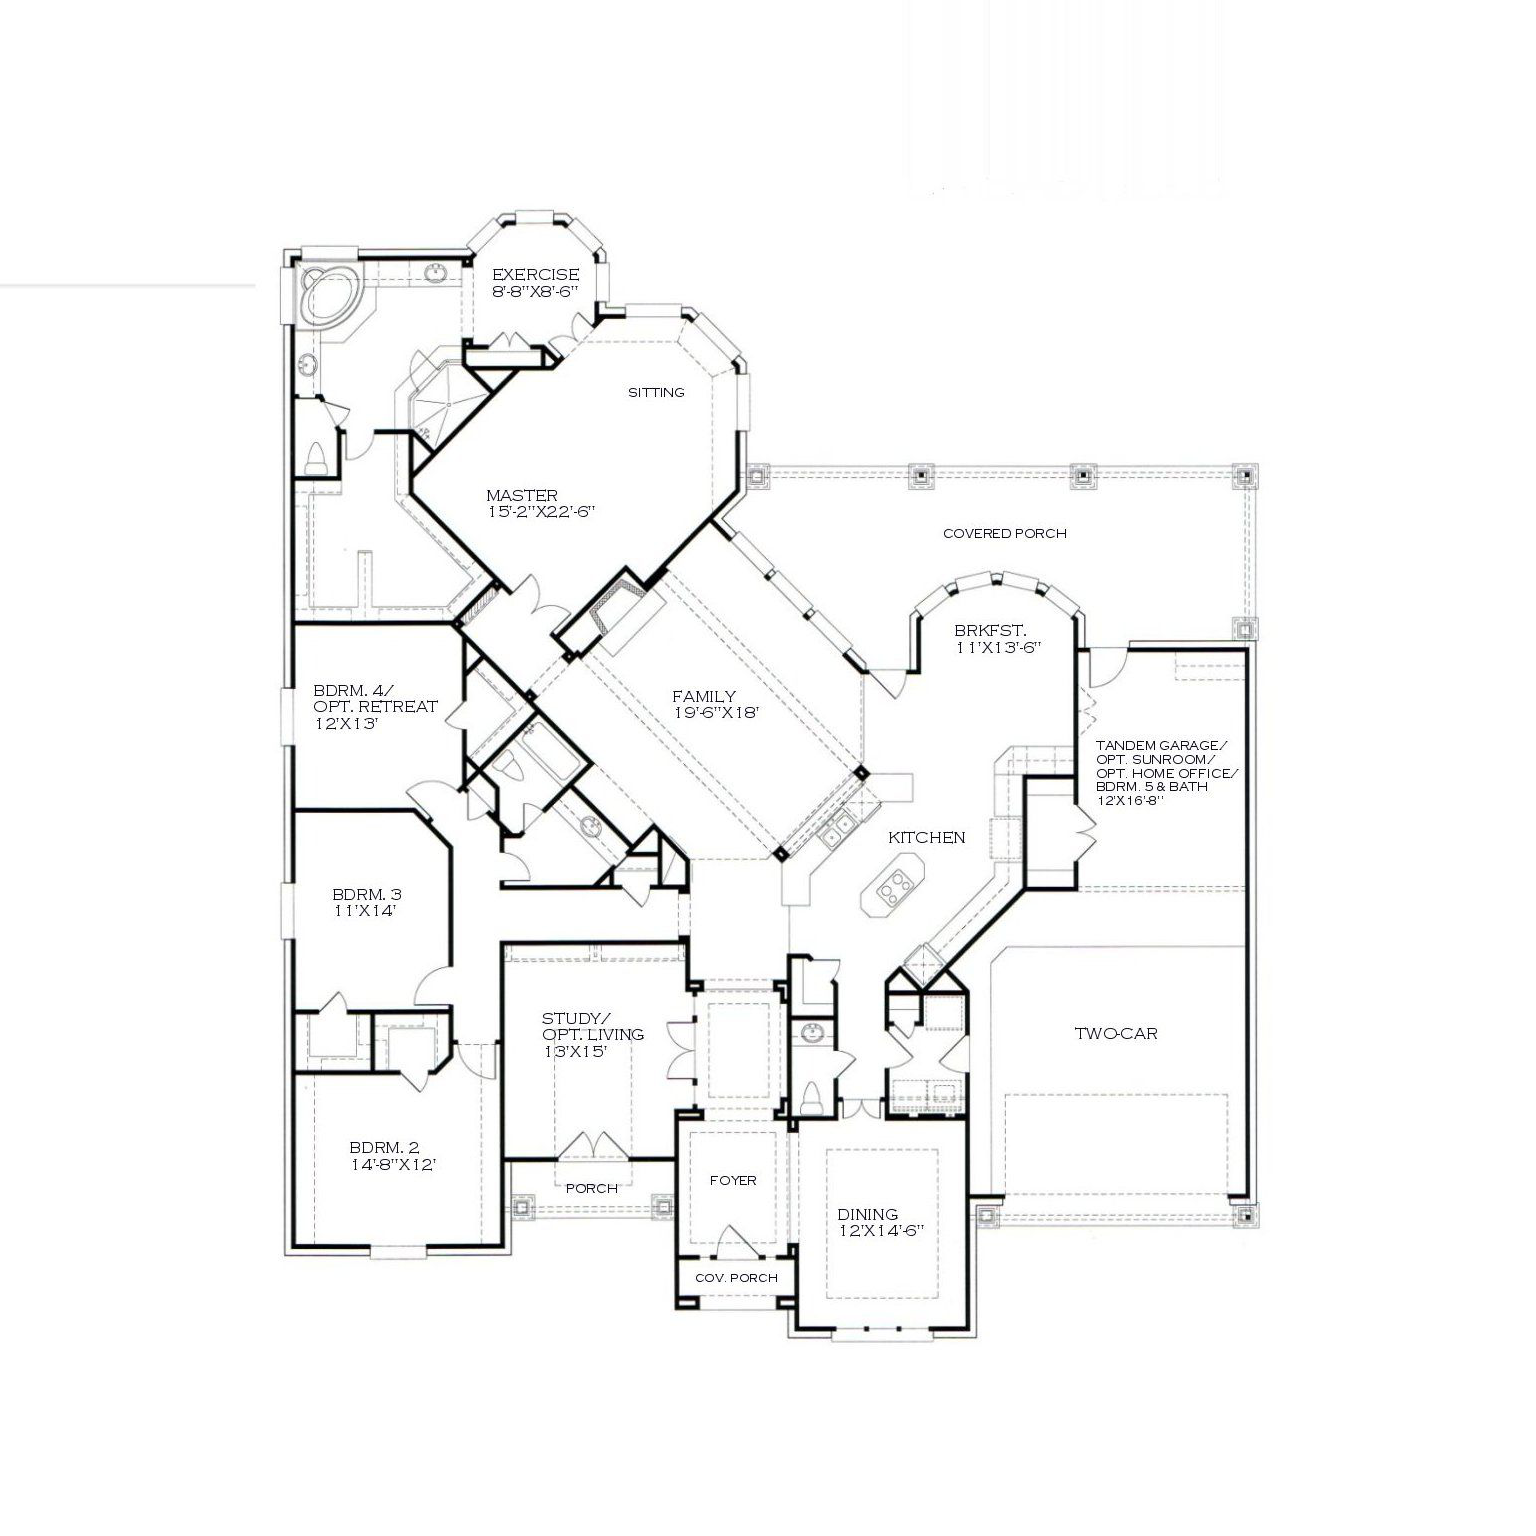 EXERCISE
8'-8"X8'-6"
SITTING
MASTER
15'-2"X22'-6"
COVERED PORCH
BRKFST.
11'X13'-6"
BDRM. 4/
OPT. RETREAT
12'X13'
FAMILY
19'-6"X18'
TANDEM GARAGE/
OPT. SUNROOM/
OPT. HOME OFFICE/
BDRM. 5 & BATH
12'X16'-8"
KITCHEN
BDRM. 3
11'X14'
STUDY/
OPT. LIVING
13'X15'
TWO-CAR
BDRM. 2
14'-8"X12'
PORCH
FOYER
DINING
12'X14'-6"
COV. PORCH